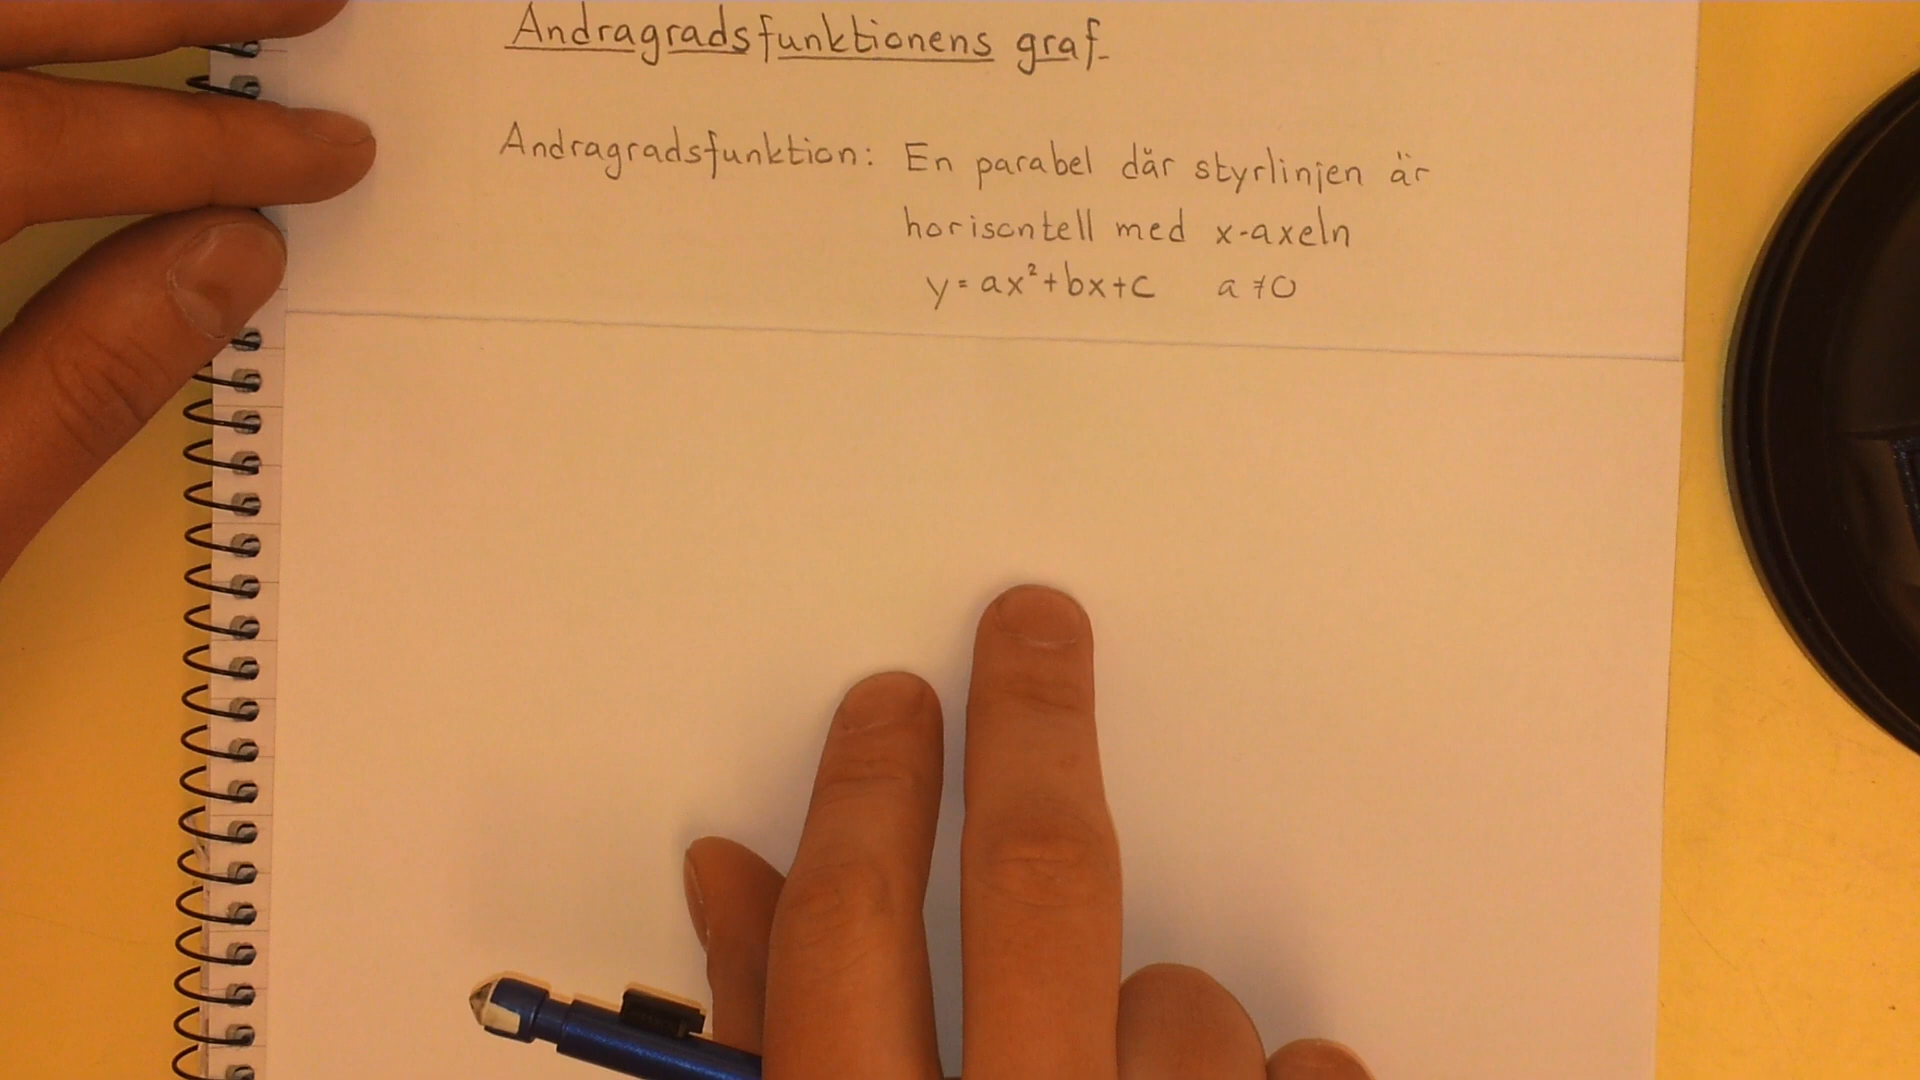 Andragradsfunktionens graf
Andragradsfunktion: En parabel där styrlinjen är
horisontell med x-axeln
y = ax²+bx+c a ≠0